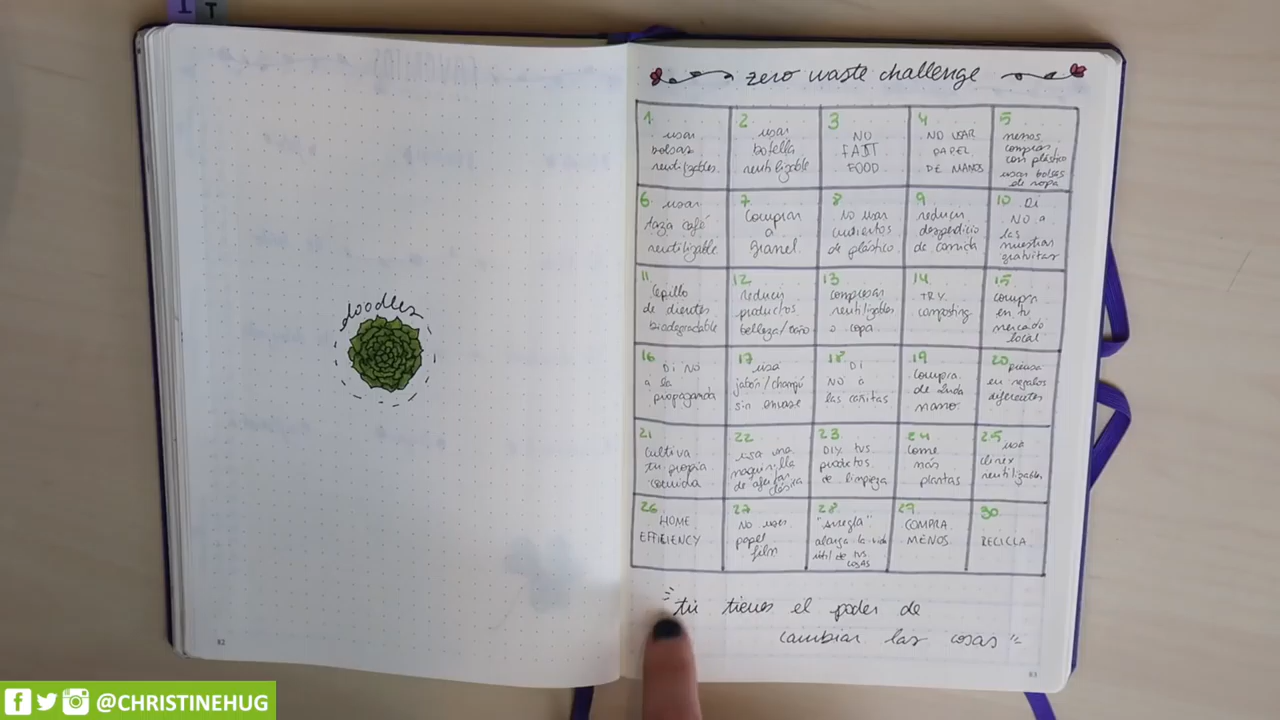 I T
doodles
82
zero waste challenge
1. usar
bolsas
reutilizables.
2 usar
botella
reutilizable
3 NO
FAST
FOOD
4 NO USAR
PAPEL
DE MANOS
5 menos
compras
con plástico
usar bolsas
de ropa
6 usar
taza café
reutilizable.
7 Comprar
a
granel.
8 no usar
cubiertos
de plástico
9 reducir
desperdicio
de comida
10 Di
NO a
las
muestras
gratuitas
11 Cepillo
de dientes
biodegradable
12 Reducir
productos
belleza/baño
13 compresas
reutilizables
o copa
14 TRY
composting
15 compra
en tu
mercado
local
16 Di NO
a la
propaganda
17 usa
jabón/champú
sin envase
18 DI
NO a
las cañitas
19 Compra
de 2nda
mano.
20 piensa
en regalos
diferentes
21 Cultiva
tu propia
comida
22 usa una
maquinilla
de afeitar
clásica
23 DIY tus
productos
de limpieza
24 Come
más
plantas
25 usa
clinex
reutilizables
26 HOME
EFFICIENCY
27 No uses
papel
film
28 "arregla"
alarga la vida
útil de tus
cosas
29 COMPRA
MENOS
30 RECICLA
"tú tienes el poder de
cambiar las cosas"
83
@CHRISTINEHUG